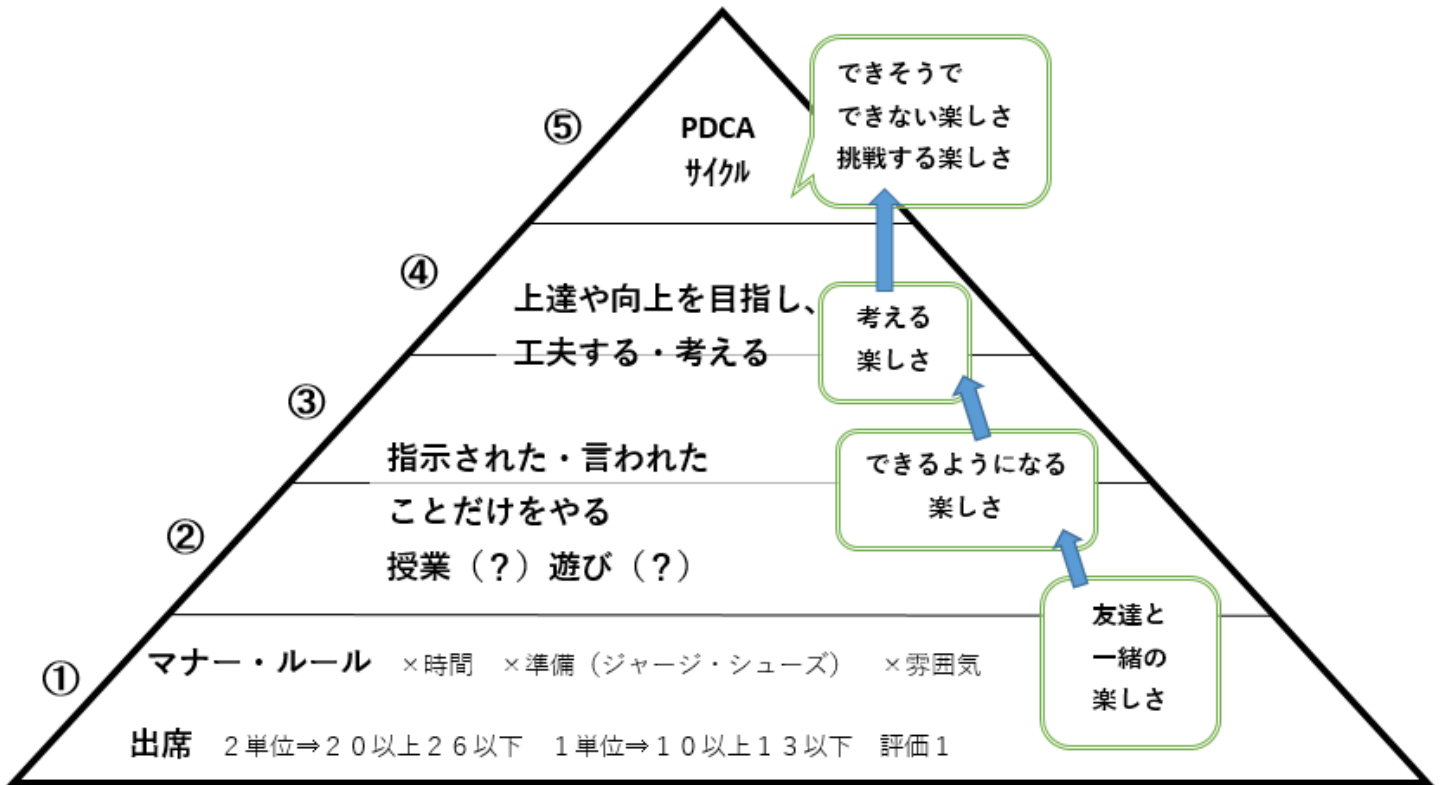 ⑤
PDCA
ｻｲｸﾙ
できそうで
できない楽しさ
挑戦する楽しさ
④
上達や向上を目指し、
工夫する・考える
考える
楽しさ
③
指示された・言われた
ことだけをやる
授業（？）遊び（？）
できるようになる
楽しさ
②
友達と
一緒の
楽しさ
①
マナー・ルール　×時間　×準備（ジャージ・シューズ）　×雰囲気
出席　２単位⇒２０以上２６以下　１単位⇒１０以上１３以下　評価１